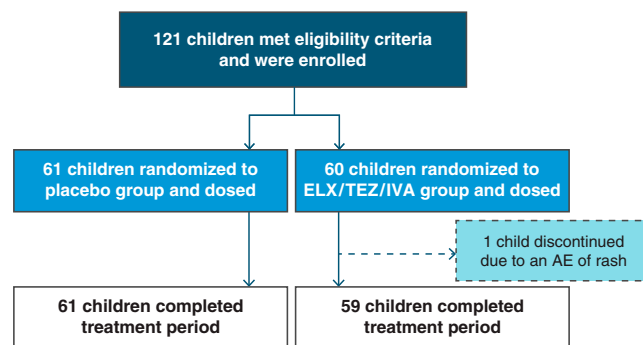 121 children met eligibility criteria
and were enrolled
61 children randomized to
placebo group and dosed
60 children randomized to
ELX/TEZ/IVA group and dosed
1 child discontinued
due to an AE of rash
61 children completed
treatment period
59 children completed
treatment period